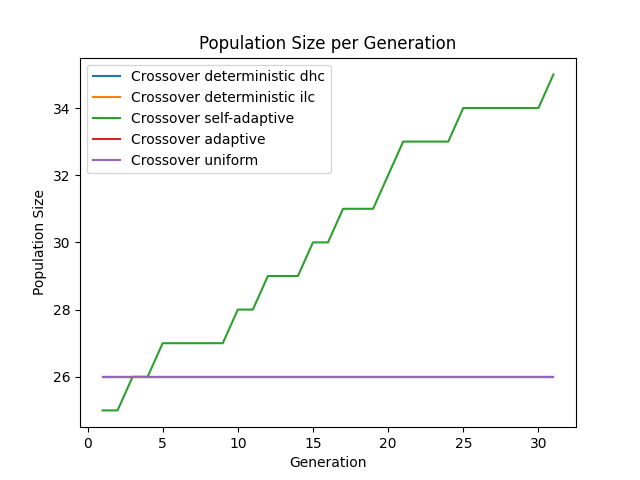 Population Size per Generation
Crossover deterministic dhc
Crossover deterministic ilc
Crossover self-adaptive
Crossover adaptive
Crossover uniform
Population Size
34
32
30
28
26
0 5 10 15 20 25 30
Generation